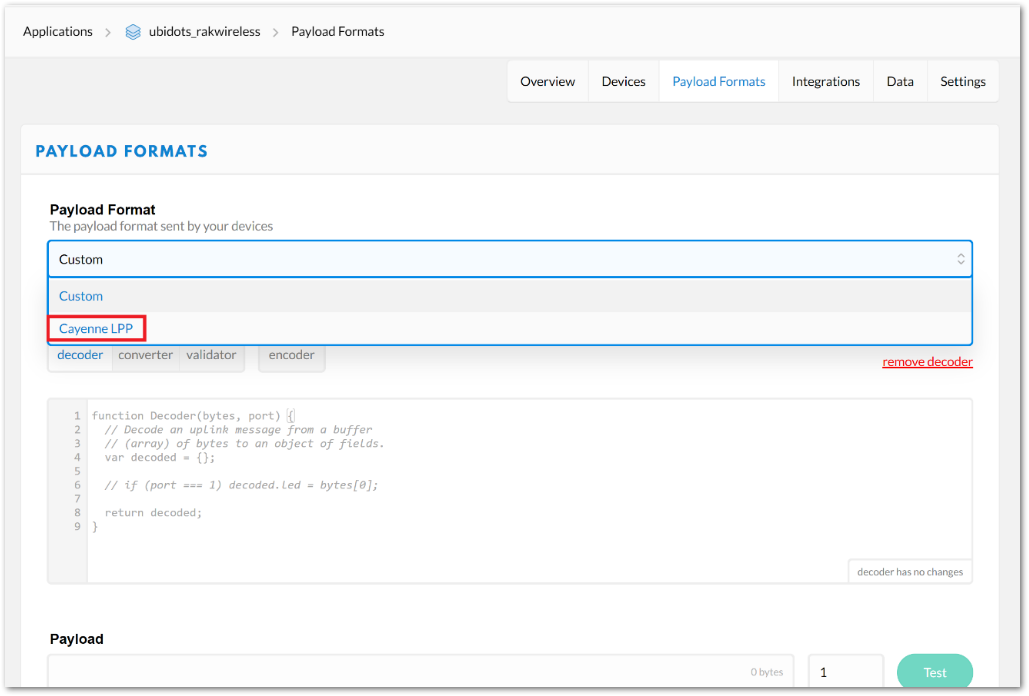 Applications > ubidots_rakwireless > Payload Formats
Overview Devices Payload Formats Integrations Data Settings
PAYLOAD FORMATS
Payload Format
The payload format sent by your devices
Custom
Custom
Cayenne LPP
decoder converter validator encoder
remove decoder
1 function Decoder(bytes, port) {
2 // Decode an uplink message from a buffer
3 // (array) of bytes to an object of fields.
4 var decoded = {};
5
6 // if (port === 1) decoded.led = bytes[0];
7
8 return decoded;
9 }
decoder has no changes
Payload
0 bytes 1 Test